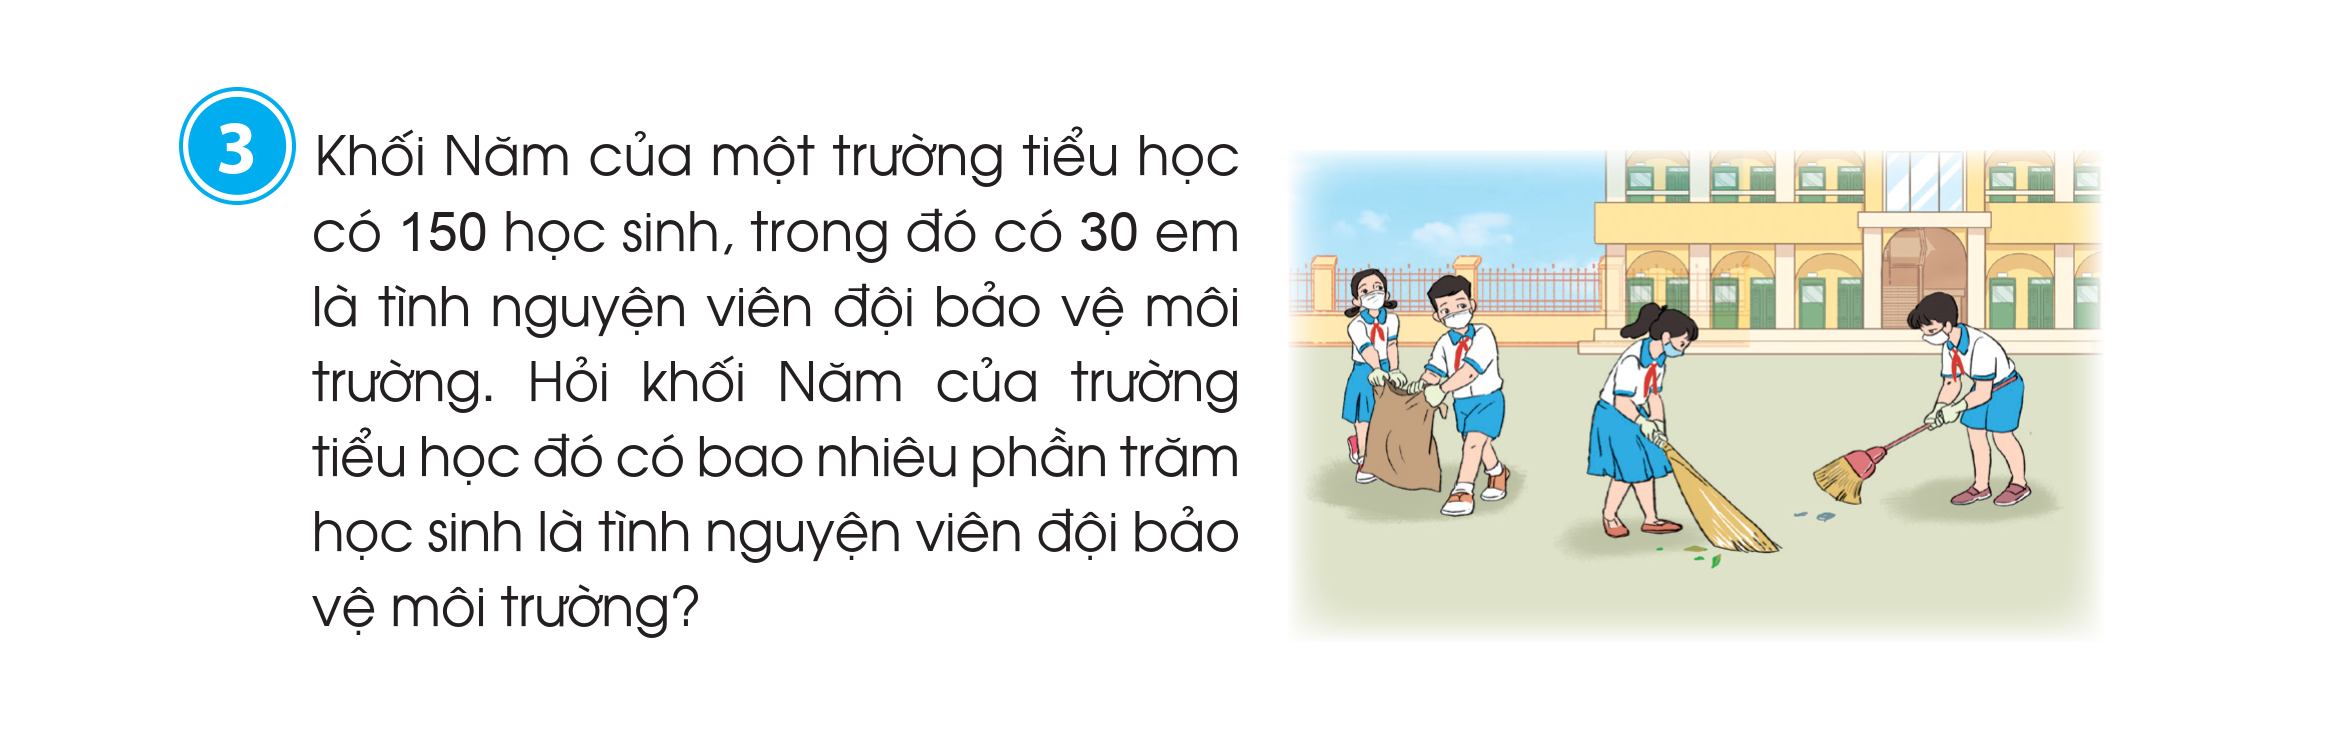 3
Khối Năm của một trường tiểu học
có 150 học sinh, trong đó có 30 em
là tình nguyện viên đội bảo vệ môi
trường. Hỏi khối Năm của trường
tiểu học đó có bao nhiêu phần trăm
học sinh là tình nguyện viên đội bảo
vệ môi trường?